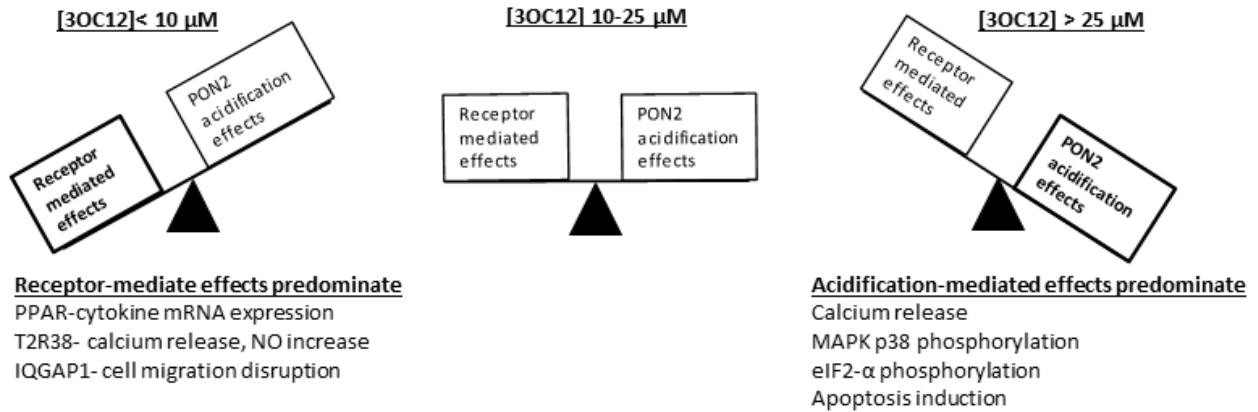 [3OC12]< 10 µM
Receptor
mediated
effects
PON2
acidification
effects
Receptor-mediate effects predominate
PPAR-cytokine mRNA expression
T2R38- calcium release, NO increase
IQGAP1- cell migration disruption
[3OC12] 10-25 µM
Receptor
mediated
effects
PON2
acidification
effects
[3OC12] > 25 µM
Receptor
mediated
effects
PON2
acidification
effects
Acidification-mediated effects predominate
Calcium release
MAPK p38 phosphorylation
eIF2-α phosphorylation
Apoptosis induction